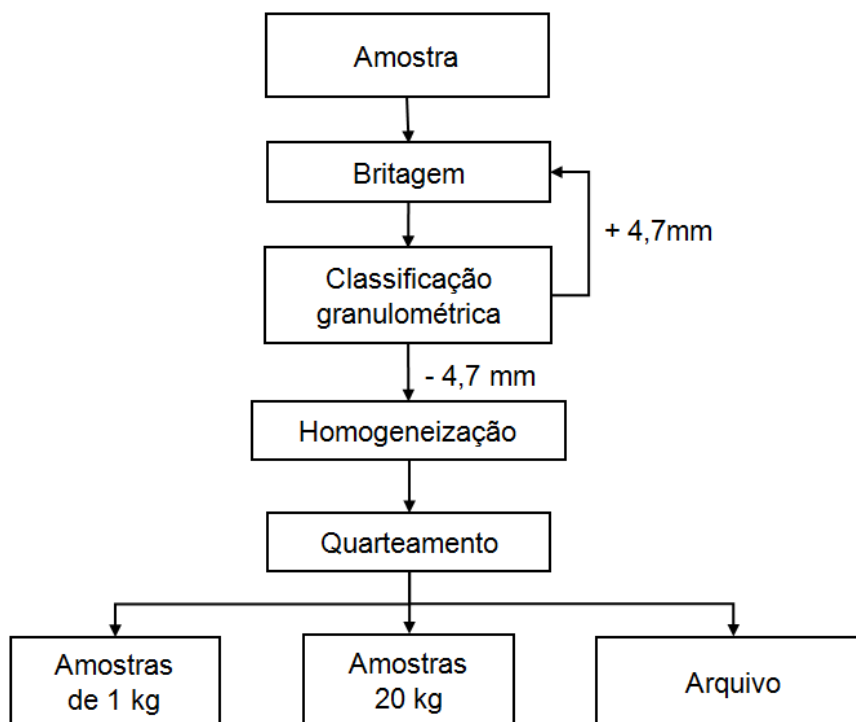 Amostra
Britagem
+ 4,7mm
Classificação
granulométrica
- 4,7 mm
Homogeneização
Quarteamento
Amostras
de 1 kg
Amostras
20 kg
Arquivo